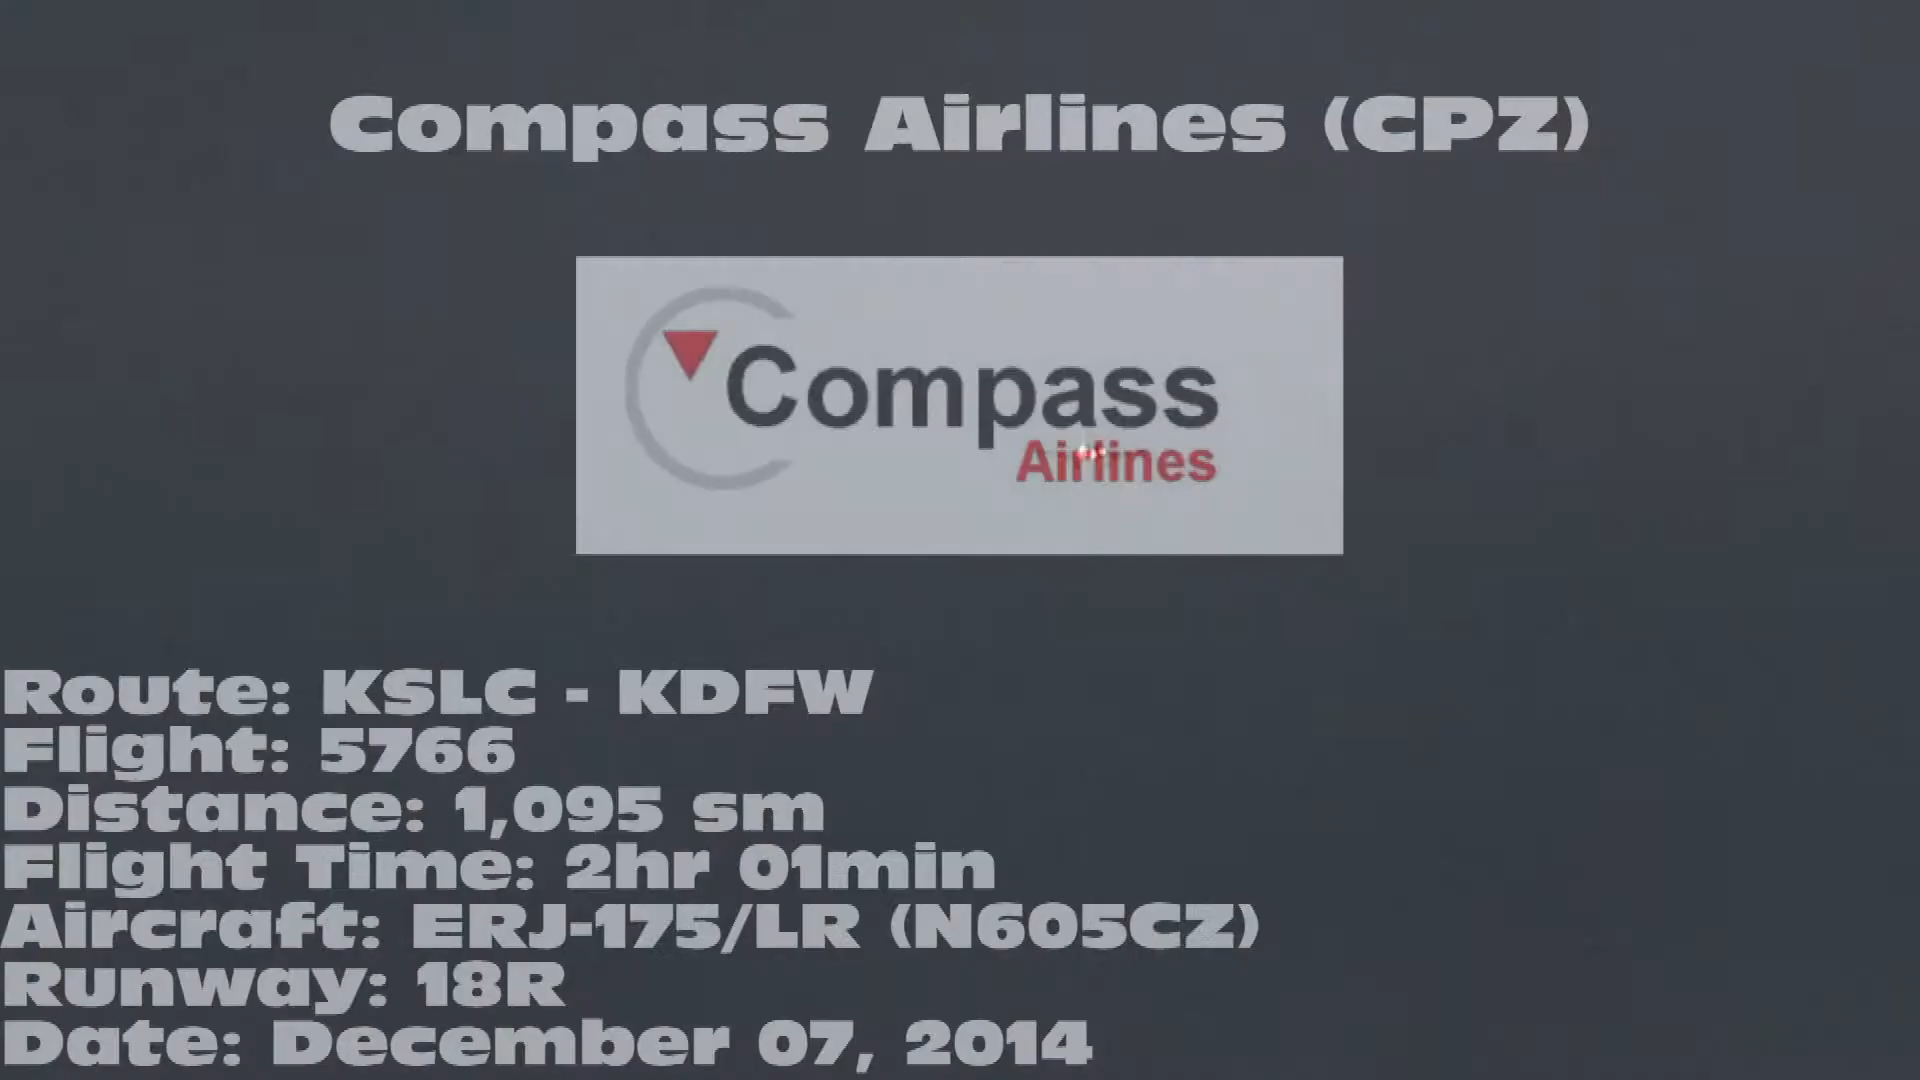 Compass Airlines (CPZ)
Compass
Airlines
Route: KSLC - KDFW
Flight: 5766
Distance: 1,095 sm
Flight Time: 2hr 01min
Aircraft: ERJ-175/LR (N605CZ)
Runway: 18R
Date: December 07, 2014